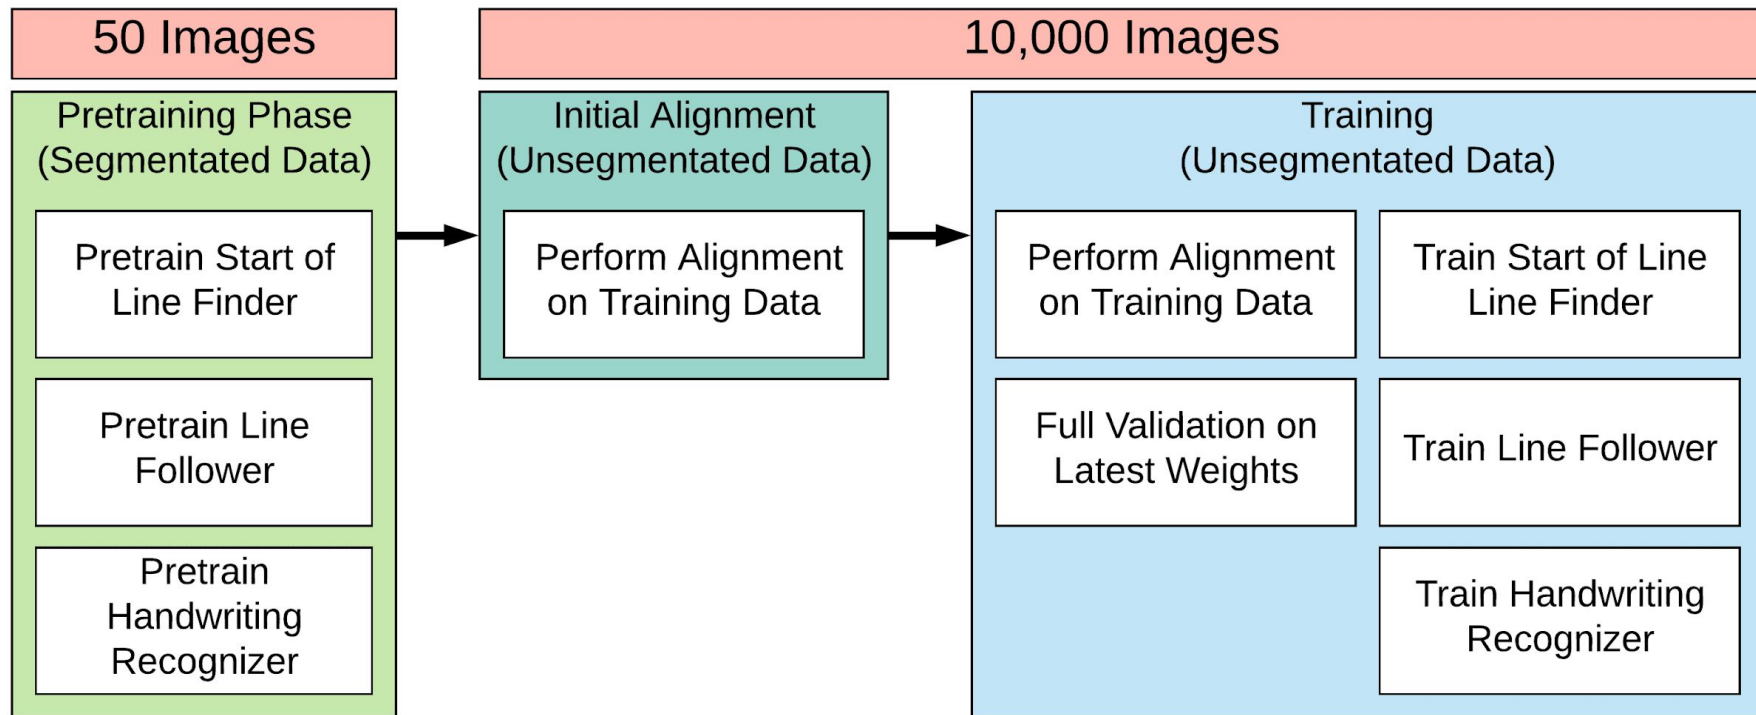 50 Images
10,000 Images
Pretraining Phase
(Segmentated Data)
Pretrain Start of
Line Finder
Pretrain Line
Follower
Pretrain
Handwriting
Recognizer
Initial Alignment
(Unsegmentated Data)
Perform Alignment
on Training Data
Training
(Unsegmentated Data)
Perform Alignment
on Training Data
Full Validation on
Latest Weights
Train Start of Line
Line Finder
Train Line Follower
Train Handwriting
Recognizer